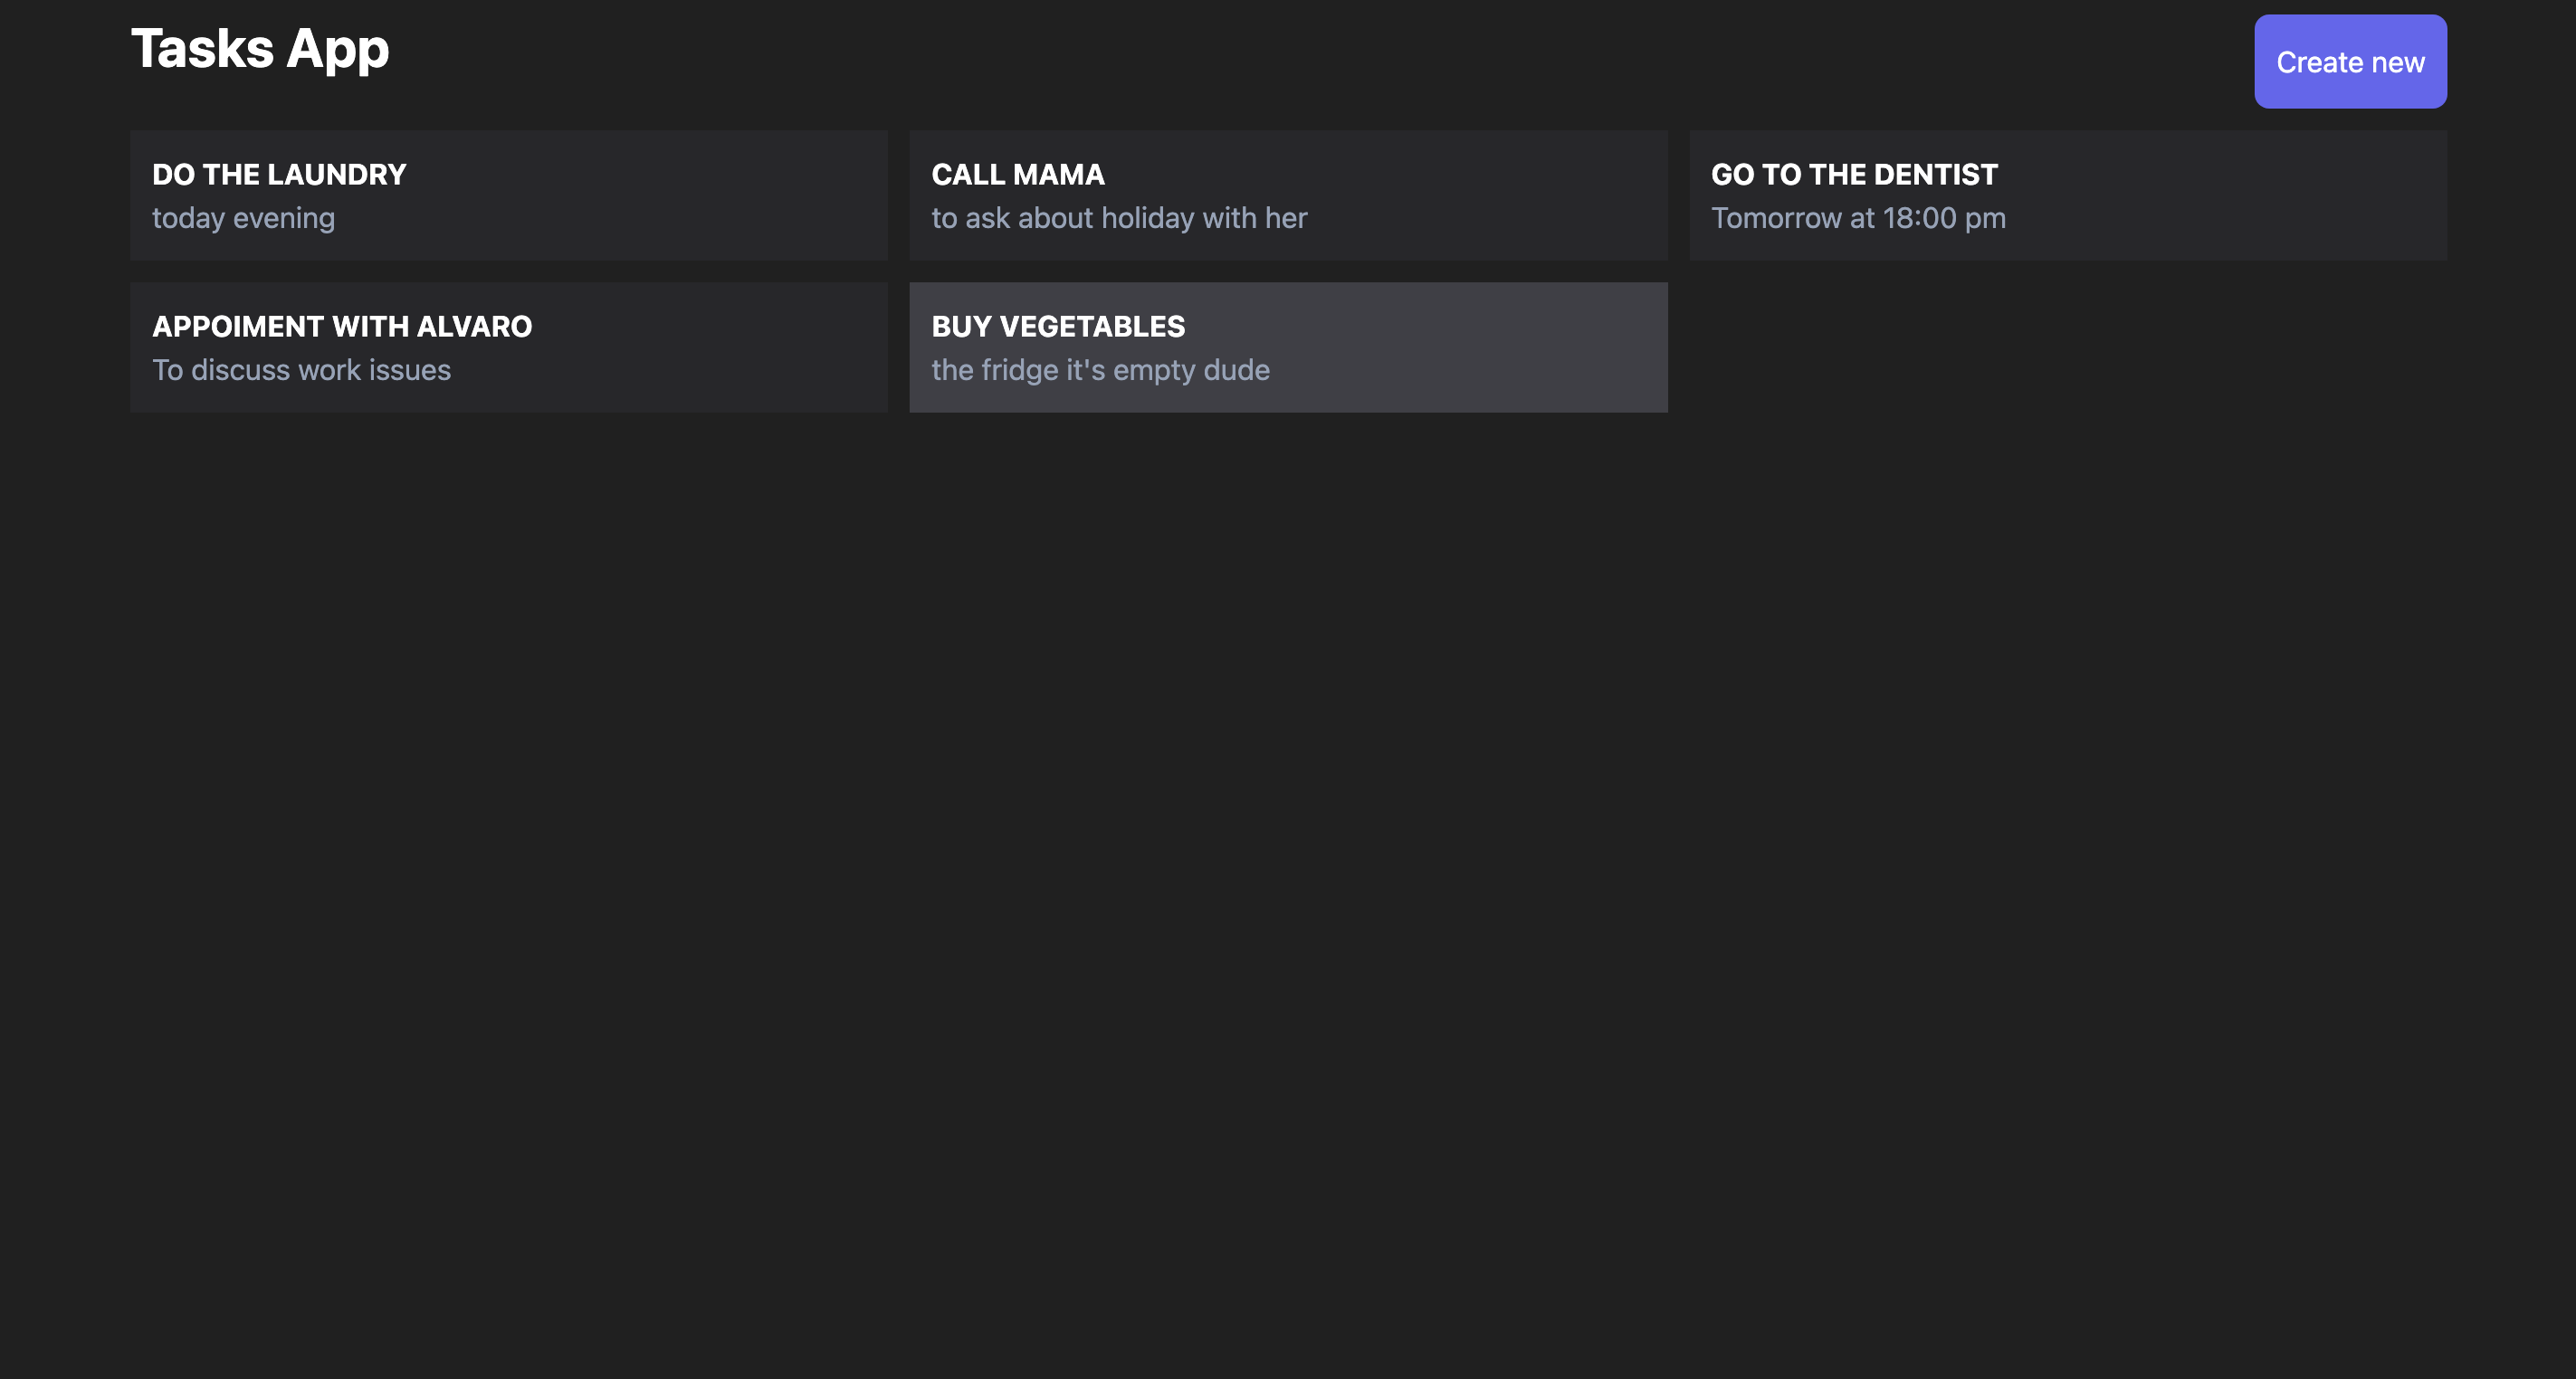 Tasks App
Create new
DO THE LAUNDRY
today evening
CALL MAMA
to ask about holiday with her
GO TO THE DENTIST
Tomorrow at 18:00 pm
APPOIMENT WITH ALVARO
To discuss work issues
BUY VEGETABLES
the fridge it's empty dude